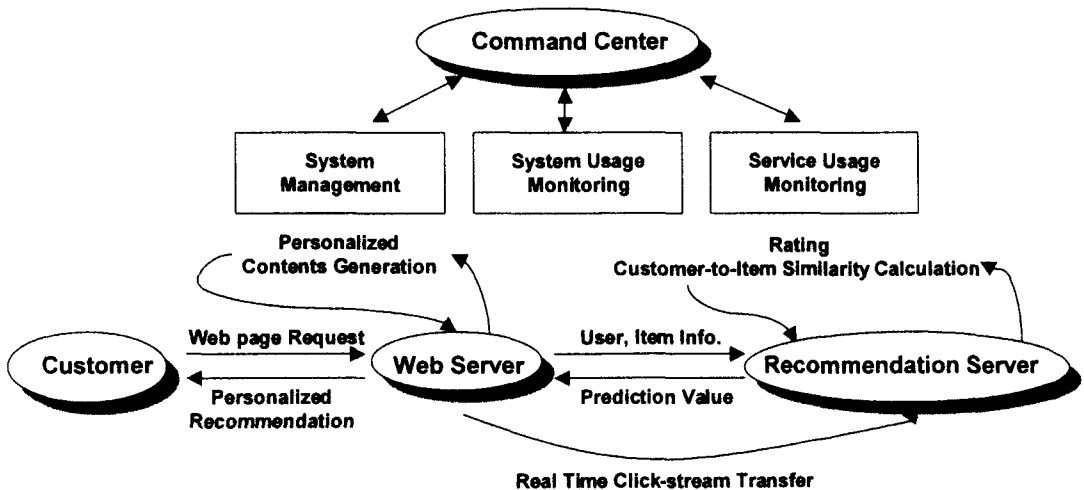 Command Center
System
Management
System Usage
Monitoring
Service Usage
Monitoring
Personalized
Contents Generation
Rating
Customer-to-Item Similarity Calculation
Customer
Web page Request
Personalized
Recommendation
Web Server
User, Item Info.
Prediction Value
Recommendation Server
Real Time Click-stream Transfer